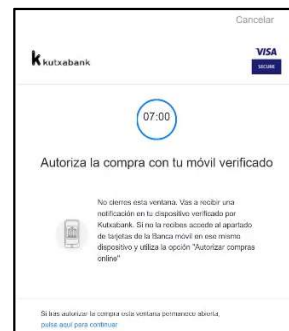 Cancelar
kutxabank
VISA
SECURE
07:00
Autoriza la compra con tu móvil verificado
No cierres esta ventana. Vas a recibir una
notificación en tu dispositivo verificado por
Kutxabank. Si no la recibes accede al apartado
de tarjetas de la Banca móvil en ese mismo
dispositivo y utiliza la opción "Autorizar compras
online"
Si tras autorizar la compra esta ventana permanece abierta,
pulsa aquí para continuar